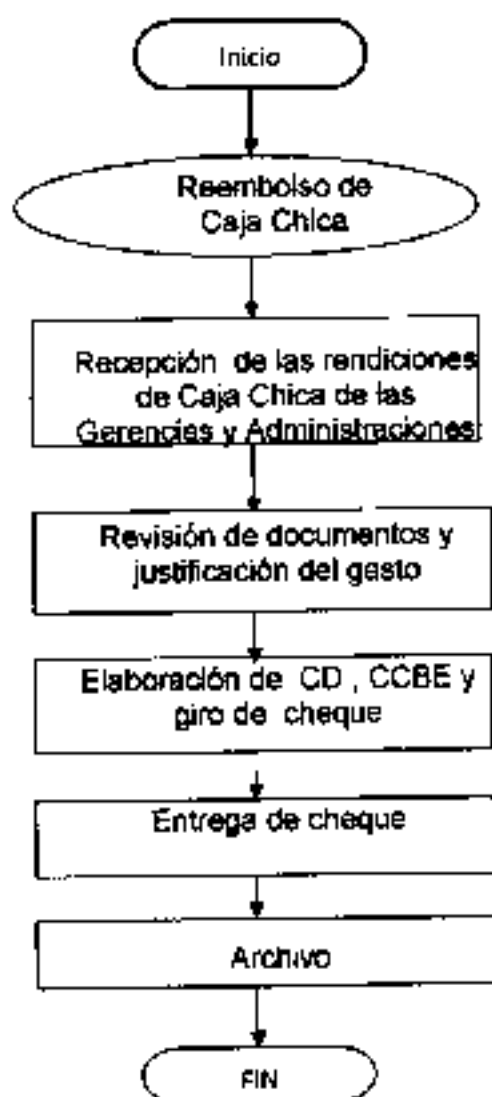 Inicio
Reembolso de
Caja Chica
Recepción de las rendiciones
de Caja Chica de las
Gerencias y Administraciones
Revisión de documentos y
justificación del gasto
Elaboración de CD , CCBE y
giro de cheque
Entrega de cheque
Archivo
FIN